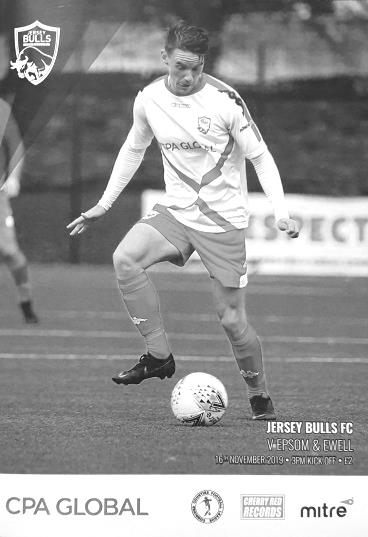 JERSEY
BULLS
CPA GLOBAL
RESPECT
JERSEY BULLS FC
V EPSOM & EWELL
16TH NOVEMBER 2019 • 3PM KICK OFF • £2
CPA GLOBAL
CHERRY RED
RECORDS
mitre